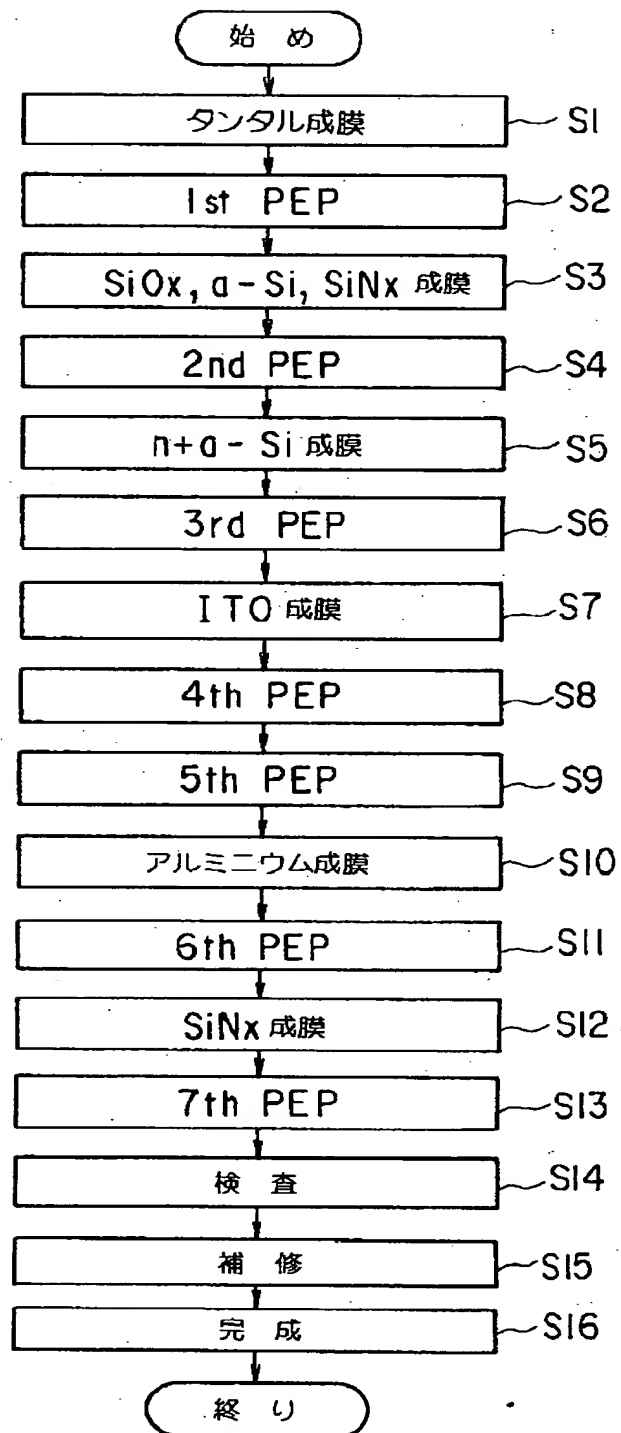 始め
タンタル成膜 S1
1st PEP S2
SiOx, a-Si, SiNx 成膜 S3
2nd PEP S4
n+a-Si 成膜 S5
3rd PEP S6
ITO 成膜 S7
4th PEP S8
5th PEP S9
アルミニウム成膜 S10
6th PEP S11
SiNx 成膜 S12
7th PEP S13
検査 S14
補修 S15
完成 S16
終り